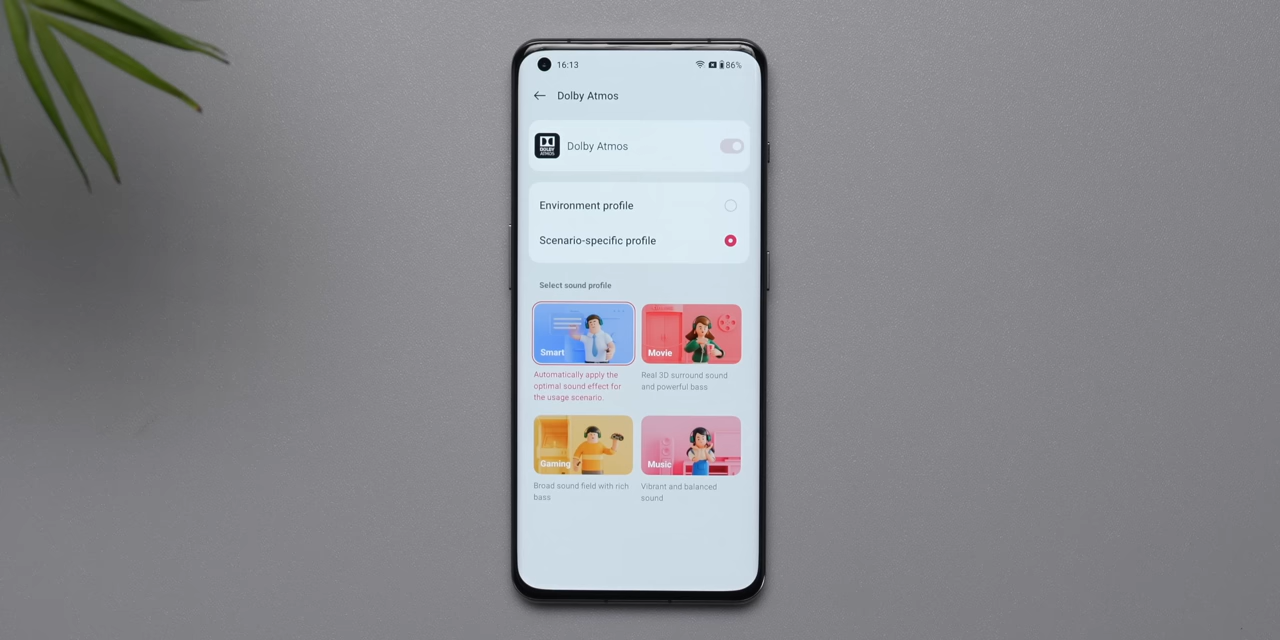 16:13
86%
Dolby Atmos
DOLBY
ATMOS
Dolby Atmos
Environment profile
Scenario-specific profile
Select sound profile
Smart
Automatically apply the
optimal sound effect for
the usage scenario.
Movie
Real 3D surround sound
and powerful bass
Gaming
Broad sound field with rich
bass
Music
Vibrant and balanced
sound